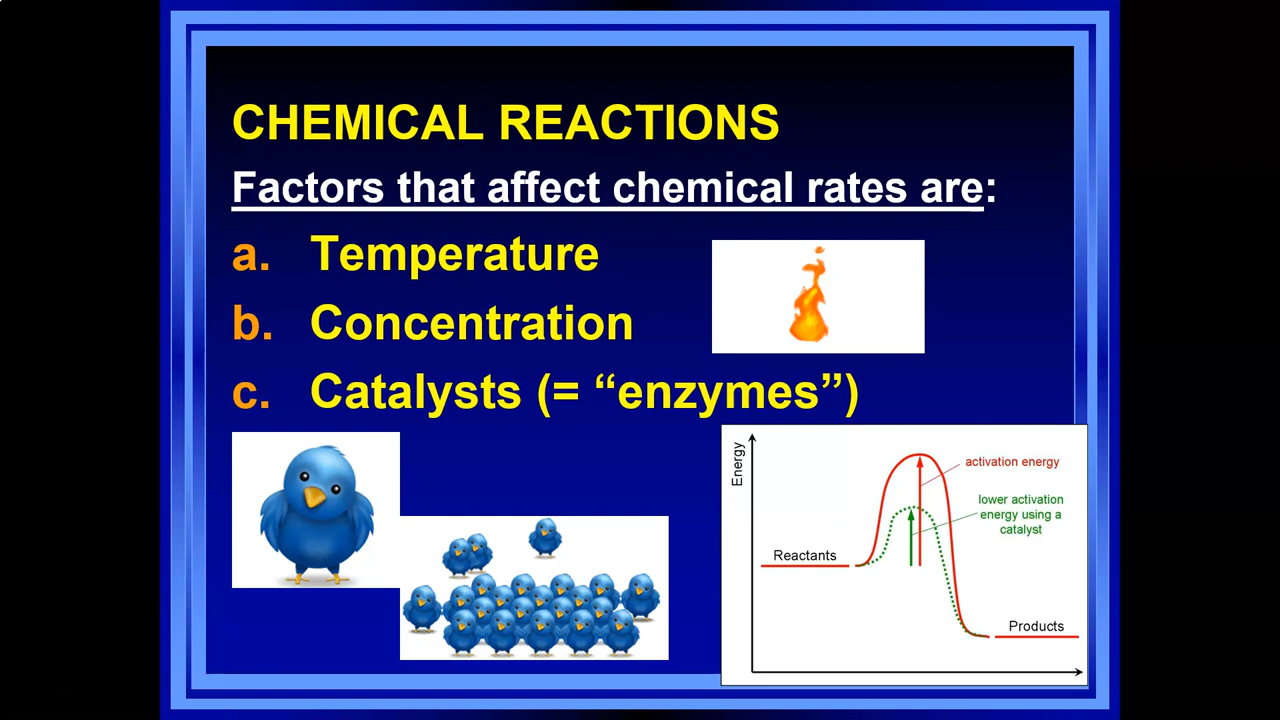 CHEMICAL REACTIONS
Factors that affect chemical rates are:
a. Temperature
b. Concentration
c. Catalysts (= “enzymes”)
Energy
activation energy
lower activation
energy using a
catalyst
Reactants
Products